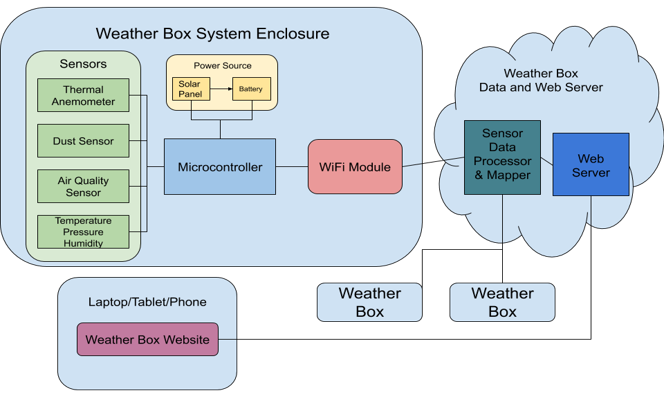 Weather Box System Enclosure
Sensors
Thermal
Anemometer
Dust Sensor
Air Quality
Sensor
Temperature
Pressure
Humidity
Power Source
Solar
Panel
Battery
Microcontroller
WiFi Module
Weather Box
Data and Web Server
Sensor
Data
Processor
& Mapper
Web
Server
Weather
Box
Weather
Box
Laptop/Tablet/Phone
Weather Box Website